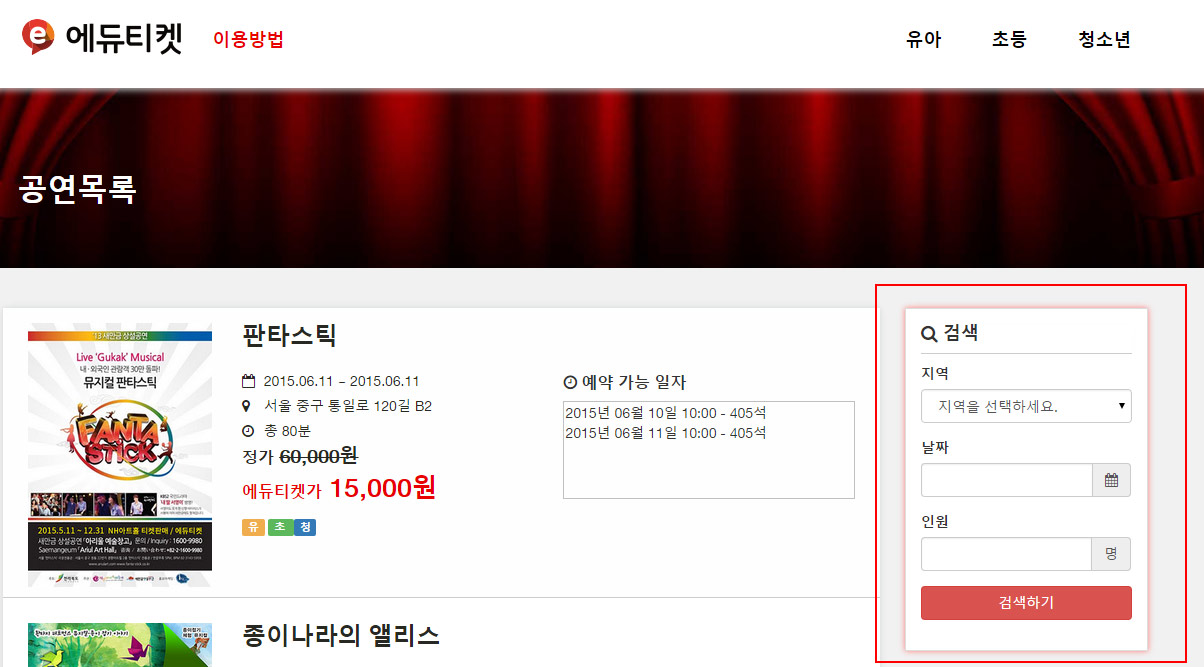 에듀티켓
이용방법
유아
초등
청소년
공연목록
'13 새만금 상설공연
Live 'Gukak' Musical
내·외국인 관람객 30만 돌파!
뮤지컬 판타스틱
FANTA
STICK
2015.5.11 ~ 12.31 NH아트홀 티켓판매 / 에듀티켓
새만금 상설공연 「아리울 예술창고」 문의 / Inquiry : 1600-9980
Saemangeum 「Ariul Art Hall」
판타스틱
2015.06.11 - 2015.06.11
서울 중구 통일로 120길 B2
총 80분
정가 60,000원
에듀티켓가 15,000원
유 초 청
예약 가능 일자
2015년 06월 10일 10:00 - 405석
2015년 06월 11일 10:00 - 405석
검색
지역
지역을 선택하세요.
날짜
인원
명
검색하기
종이나라의 앨리스